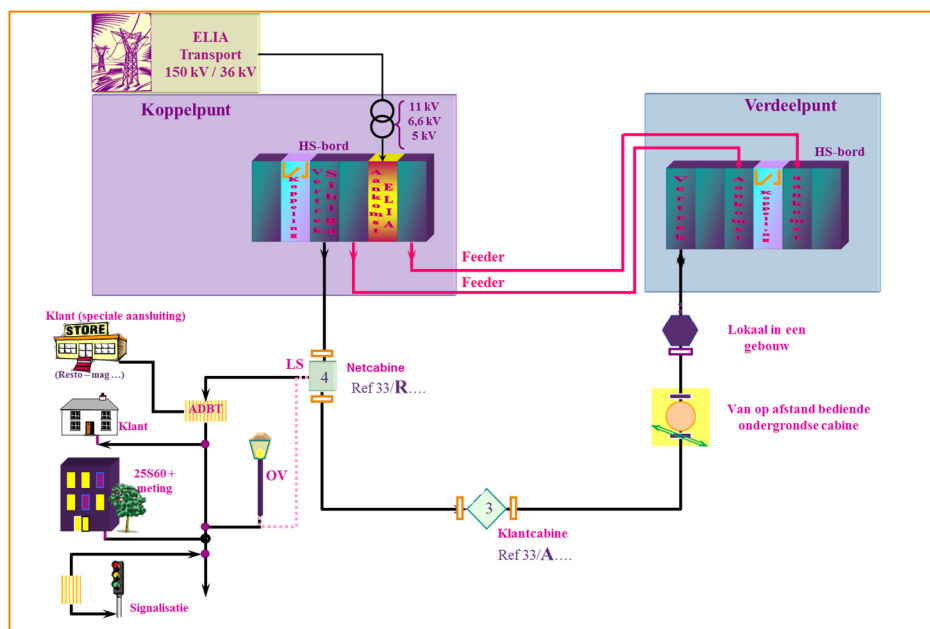 ELIA
Transport
150 kV / 36 kV
Koppelpunt
11 kV
6,6 kV
5 kV
HS-bord
Koppeling
Vertrek
Sibelga
Aankomst
ELIA
Verdeelpunt
HS-bord
Vertrek
Aankomst
Koppeling
Aankomst
Feeder
Feeder
Klant (speciale aansluiting)
STORE
(Resto – mag …)
LS
4
Netcabine
Ref 33/R….
Lokaal in een
gebouw
ADBT
Klant
Van op afstand bediende
ondergrondse cabine
25S60 +
meting
OV
3
Klantcabine
Ref 33/A….
Signalisatie